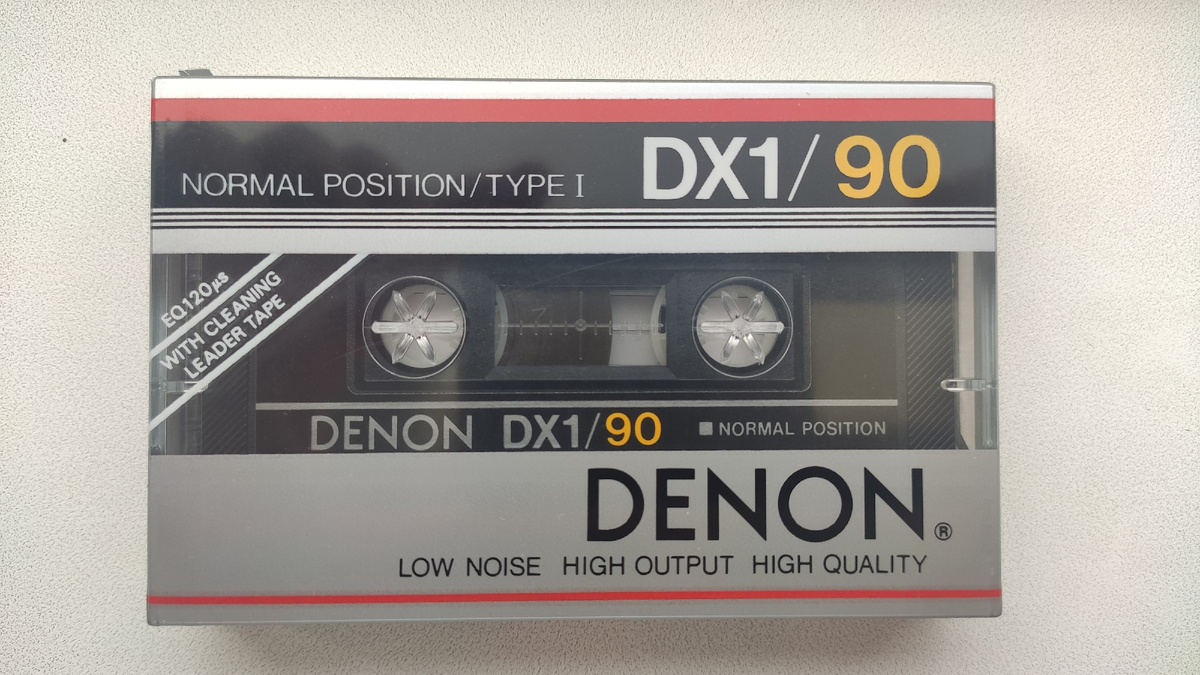 DX1/90
NORMAL POSITION/TYPE I
EQ120μs
WITH CLEANING
LEADER TAPE
DENON DX1/90 ■ NORMAL POSITION
DENON®
LOW NOISE HIGH OUTPUT HIGH QUALITY